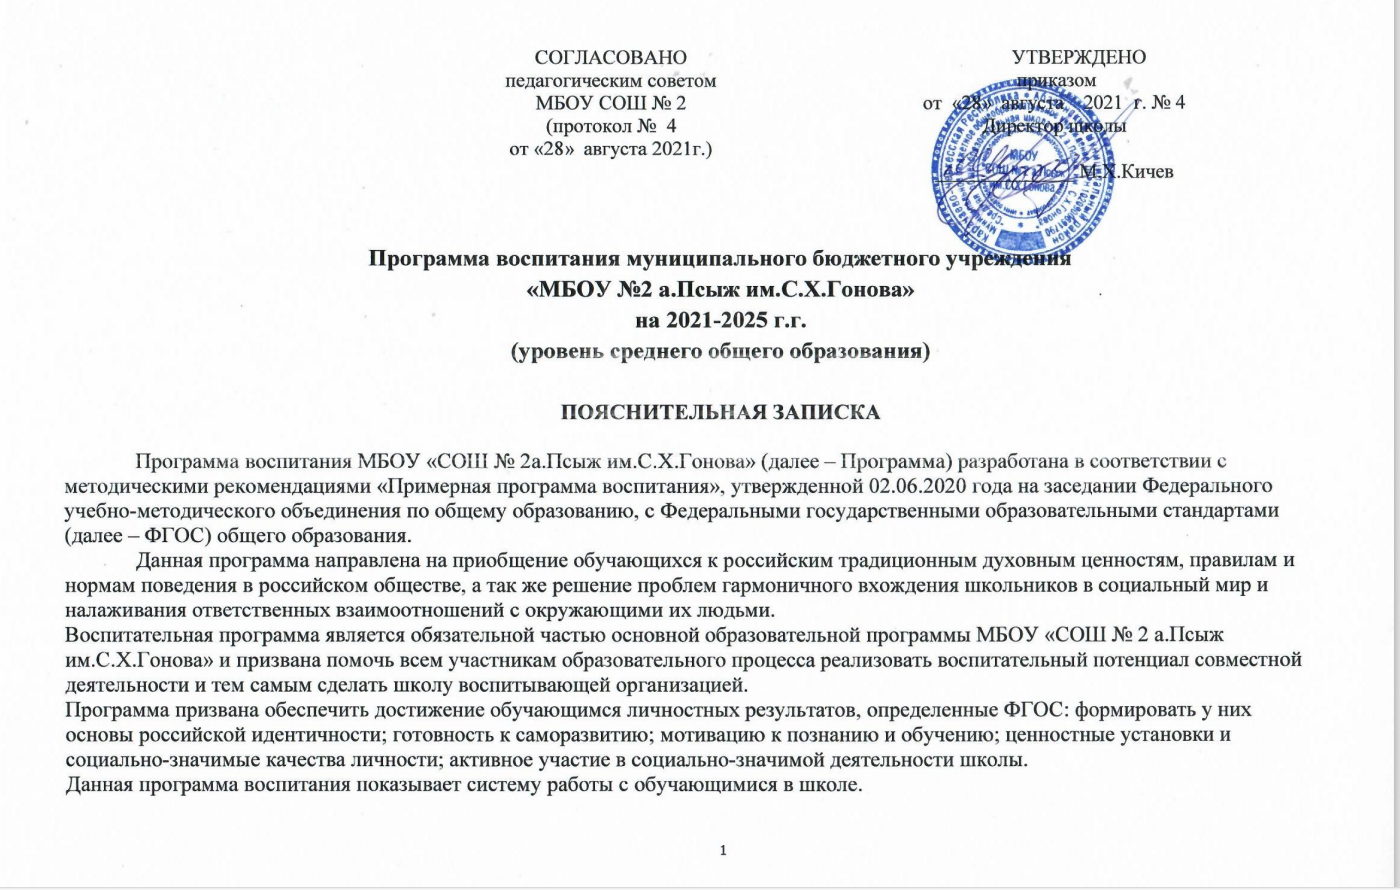 СОГЛАСОВАНО
педагогическим советом
МБОУ СОШ № 2
(протокол №  4
от «28»  августа 2021г.)
УТВЕРЖДЕНО
приказом
от  «28»  августа    2021  г. № 4
Директор школы
М.Х.Кичев
МБОУ
им.С.Х.Гонова
Программа воспитания муниципального бюджетного учреждения
«МБОУ №2 а.Псыж им.С.Х.Гонова»
на 2021-2025 г.г.
(уровень среднего общего образования)
ПОЯСНИТЕЛЬНАЯ ЗАПИСКА
Программа воспитания МБОУ «СОШ № 2а.Псыж им.С.Х.Гонова» (далее – Программа) разработана в соответствии с
методическими рекомендациями «Примерная программа воспитания», утвержденной 02.06.2020 года на заседании Федерального
учебно-методического объединения по общему образованию, с Федеральными государственными образовательными стандартами
(далее – ФГОС) общего образования.
Данная программа направлена на приобщение обучающихся к российским традиционным духовным ценностям, правилам и
нормам поведения в российском обществе, а так же решение проблем гармоничного вхождения школьников в социальный мир и
налаживания ответственных взаимоотношений с окружающими их людьми.
Воспитательная программа является обязательной частью основной образовательной программы МБОУ «СОШ № 2 а.Псыж
им.С.Х.Гонова» и призвана помочь всем участникам образовательного процесса реализовать воспитательный потенциал совместной
деятельности и тем самым сделать школу воспитывающей организацией.
Программа призвана обеспечить достижение обучающимся личностных результатов, определенные ФГОС: формировать у них
основы российской идентичности; готовность к саморазвитию; мотивацию к познанию и обучению; ценностные установки и
социально-значимые качества личности; активное участие в социально-значимой деятельности школы.
Данная программа воспитания показывает систему работы с обучающимися в школе.
1